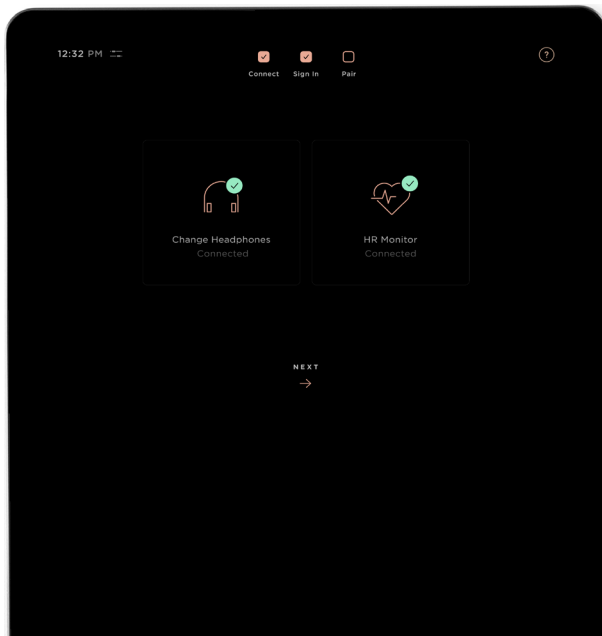 12:32 PM
?
Connect Sign In Pair
Change Headphones
Connected
HR Monitor
Connected
NEXT